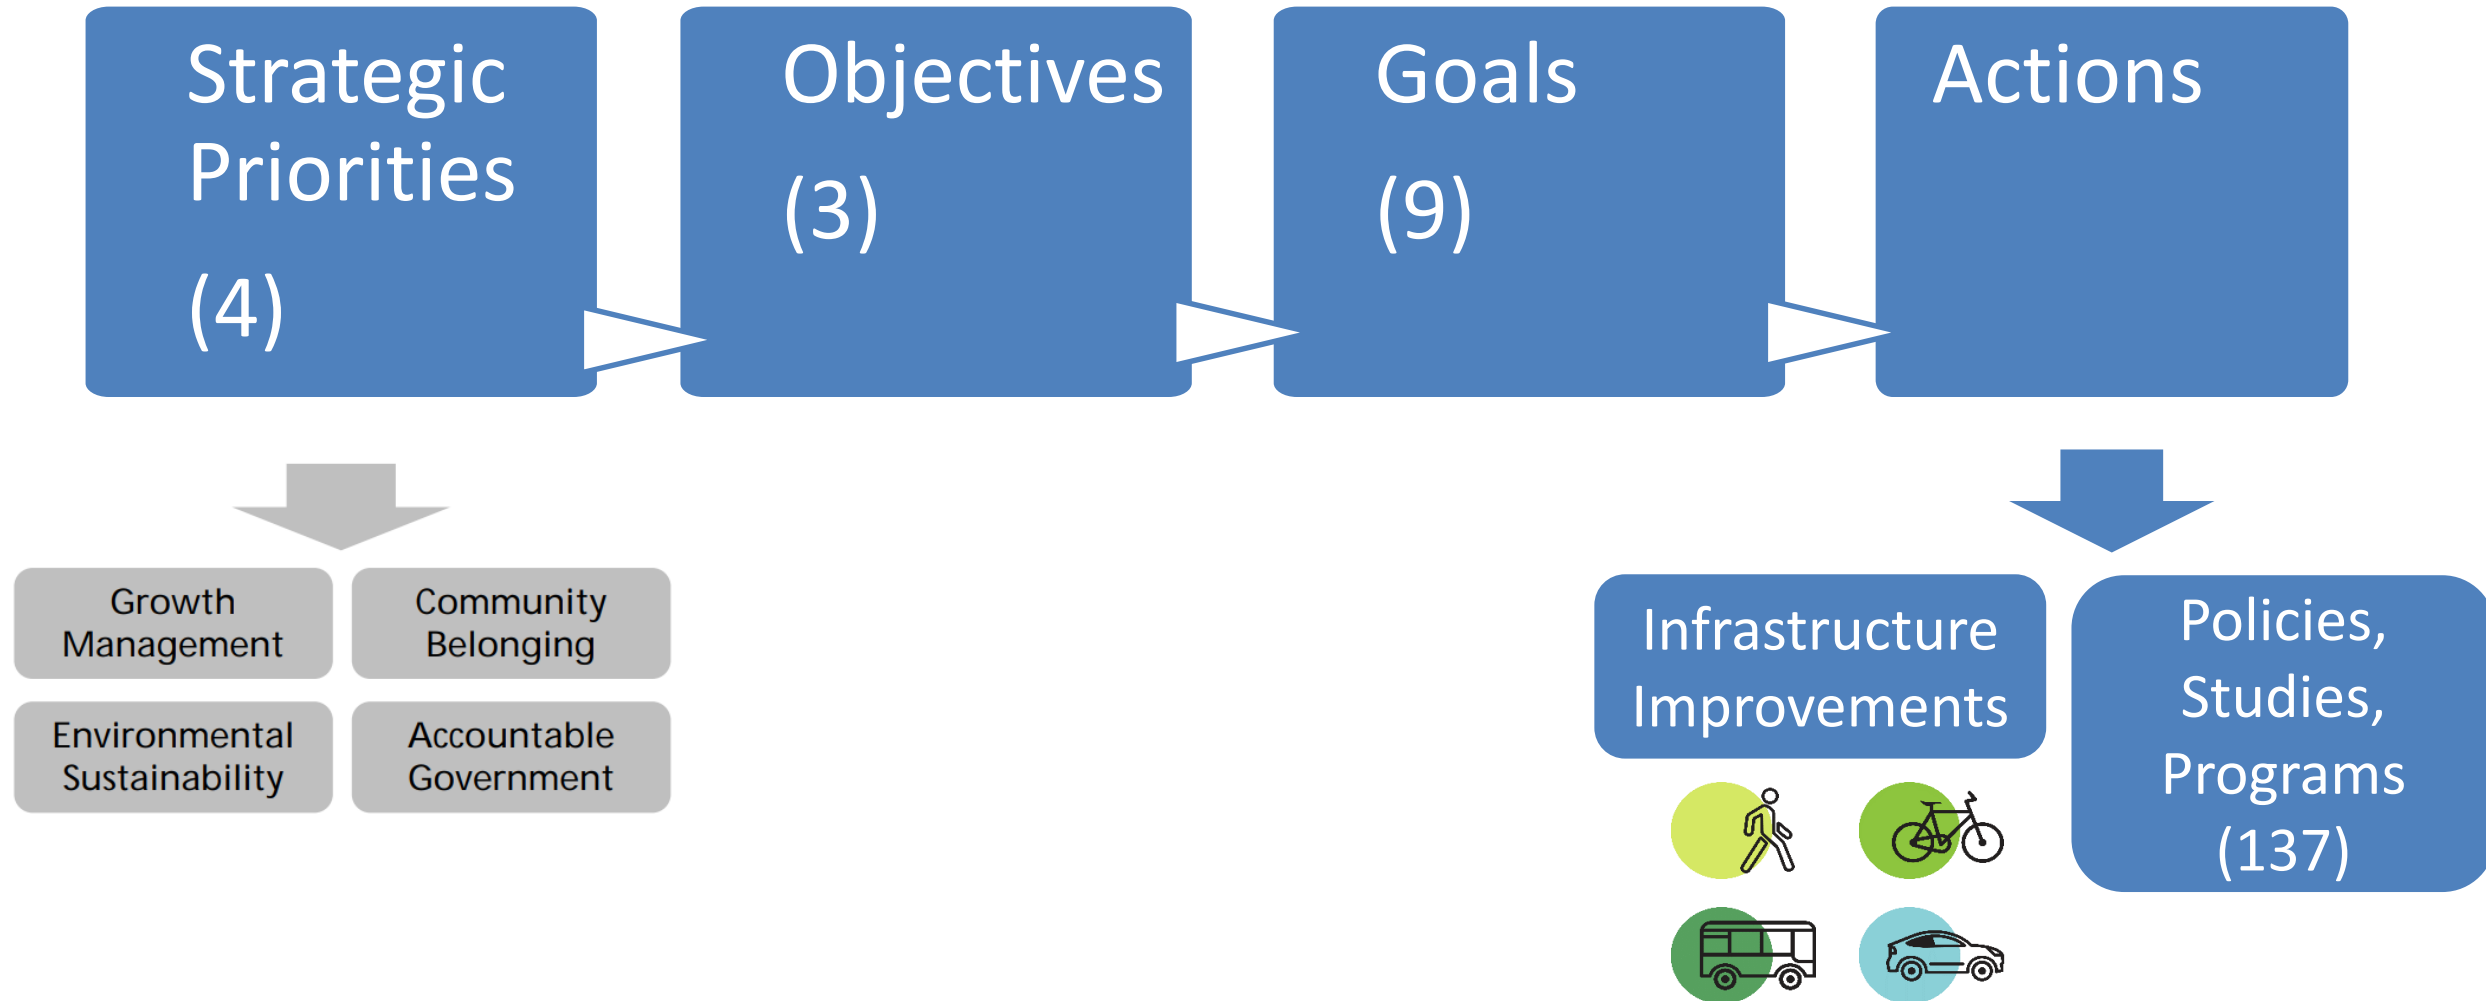 Strategic
Priorities
(4)
Objectives
(3)
Goals
(9)
Actions
Growth
Management
Community
Belonging
Environmental
Sustainability
Accountable
Government
Infrastructure
Improvements
Policies,
Studies,
Programs
(137)